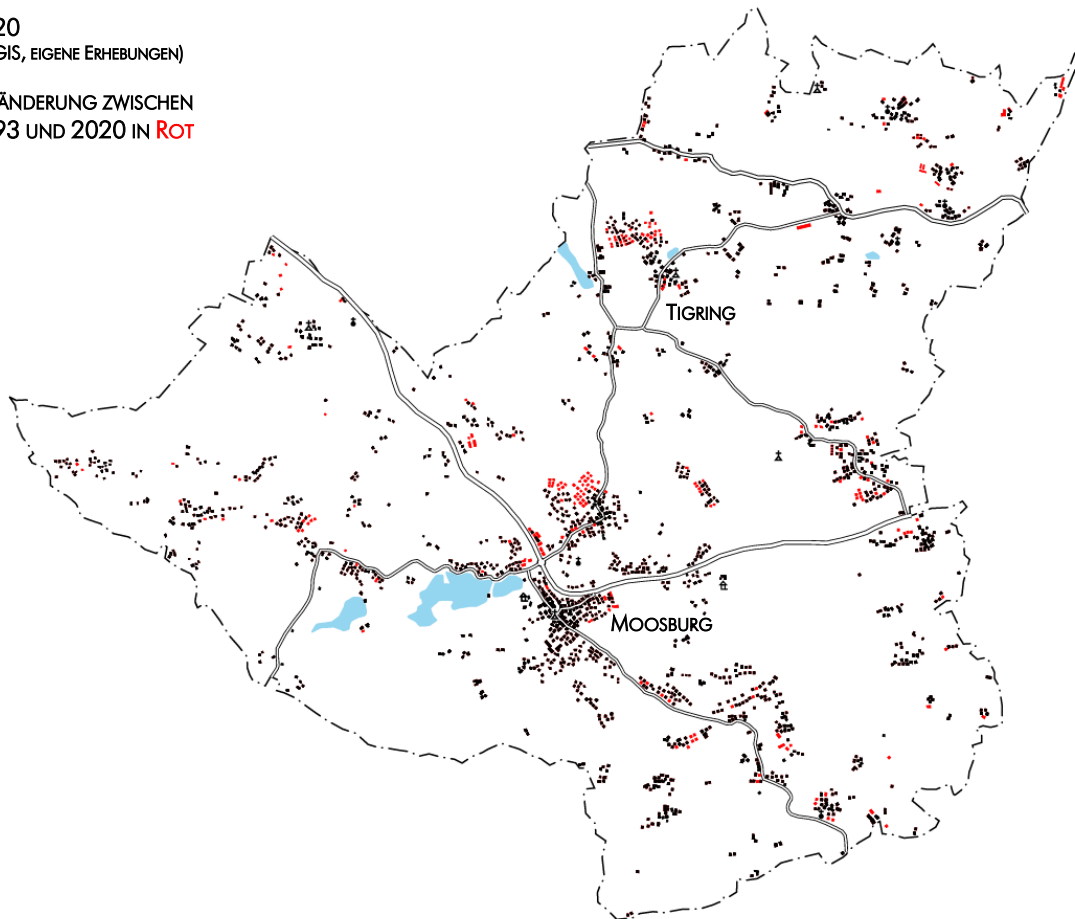 20
GIS, EIGENE ERHEBUNGEN)
ÄNDERUNG ZWISCHEN
93 UND 2020 IN ROT
TIGRING
MOOSBURG